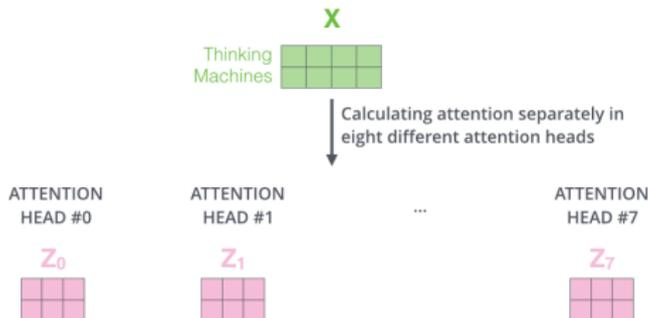 X
Thinking
Machines
Calculating attention separately in
eight different attention heads
ATTENTION
HEAD #0
ATTENTION
HEAD #1
...
ATTENTION
HEAD #7
Z0
Z1
Z7